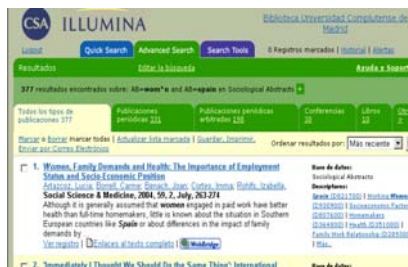 CSA ILLUMINA
Biblioteca Universidad Complutense de Madrid
Logout Quick Search Advanced Search Search Tools 0 Registros marcados | Historial | Alertas
Resultados Editar la búsqueda Ayuda y Soport
377 resultados encontrados sobre: AB=wom*n and AB=spain en Sociological Abstracts
Todos los tipos de publicaciones 377
Publicaciones periódicas 331
Publicaciones periódicas arbitradas 198
Conferencias
Libros
Marcar o borrar marcar todas | Actualizar lista marcada | Guardar, Imprimir, Enviar por Correo Electrónico
Ordenar resultados por: Más reciente
1. Women, Family Demands and Health: The Importance of Employment Status and Socio-Economic Position
Artazcoz, Lucia; Borrell, Carme; Benach, Joan; Cortes, Imma; Rohlfs, Izabella,
Social Science & Medicine, 2004, 59, 2, July, 263-274
Although it is generally assumed that women engaged in paid work have better
health than full-time homemakers, little is known about the situation in Southern
European countries like Spain or about differences in the impact of family
demands by
Ver registro | Enlaces al texto completo | WebBridge
Base de datos:
Sociological Abstracts
Descriptores:
Spain (D821700) | Working Women
| Socioeconomic Factors
| Homemakers
| Health
Family Work Relationship
| Más...
2. 'Immediately I Thought We Should Do the Same Thing': International
Base de datos: